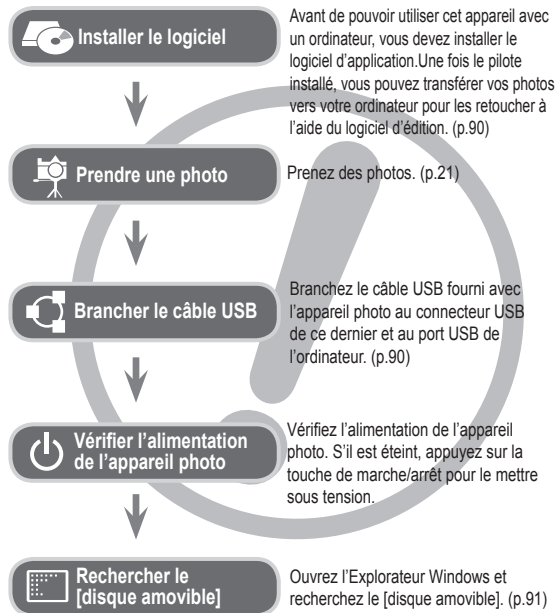 Installer le logiciel
Avant de pouvoir utiliser cet appareil avec
un ordinateur, vous devez installer le
logiciel d’application.Une fois le pilote
installé, vous pouvez transférer vos photos
vers votre ordinateur pour les retoucher à
l’aide du logiciel d’édition. (p.90)
Prendre une photo
Prenez des photos. (p.21)
Brancher le câble USB
Branchez le câble USB fourni avec
l’appareil photo au connecteur USB
de ce dernier et au port USB de
l’ordinateur. (p.90)
Vérifier l’alimentation
de l’appareil photo
Vérifiez l’alimentation de l’appareil
photo. S’il est éteint, appuyez sur la
touche de marche/arrêt pour le mettre
sous tension.
Rechercher le
[disque amovible]
Ouvrez l’Explorateur Windows et
recherchez le [disque amovible]. (p.91)